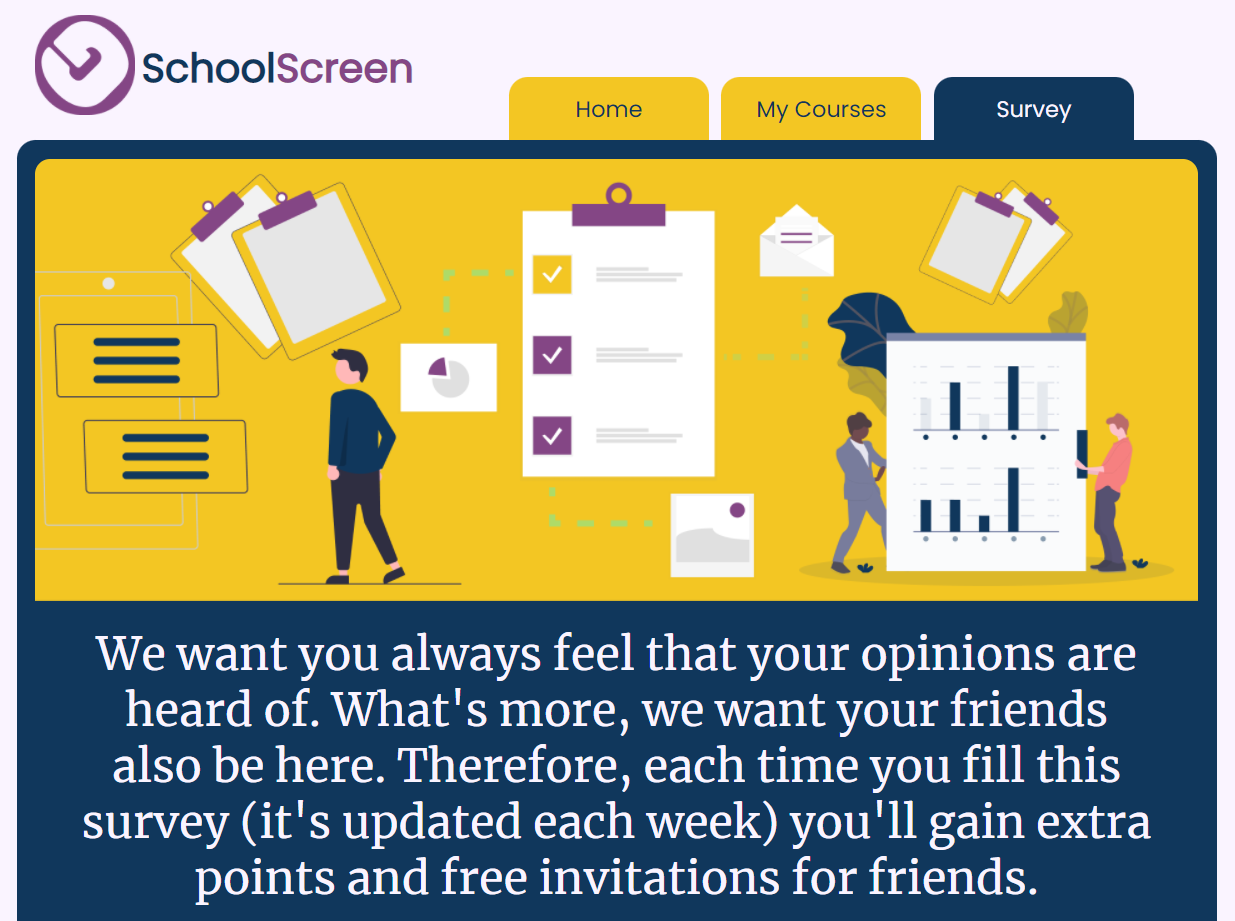 SchoolScreen
Home
My Courses
Survey
We want you always feel that your opinions are
heard of. What's more, we want your friends
also be here. Therefore, each time you fill this
survey (it's updated each week) you'll gain extra
points and free invitations for friends.